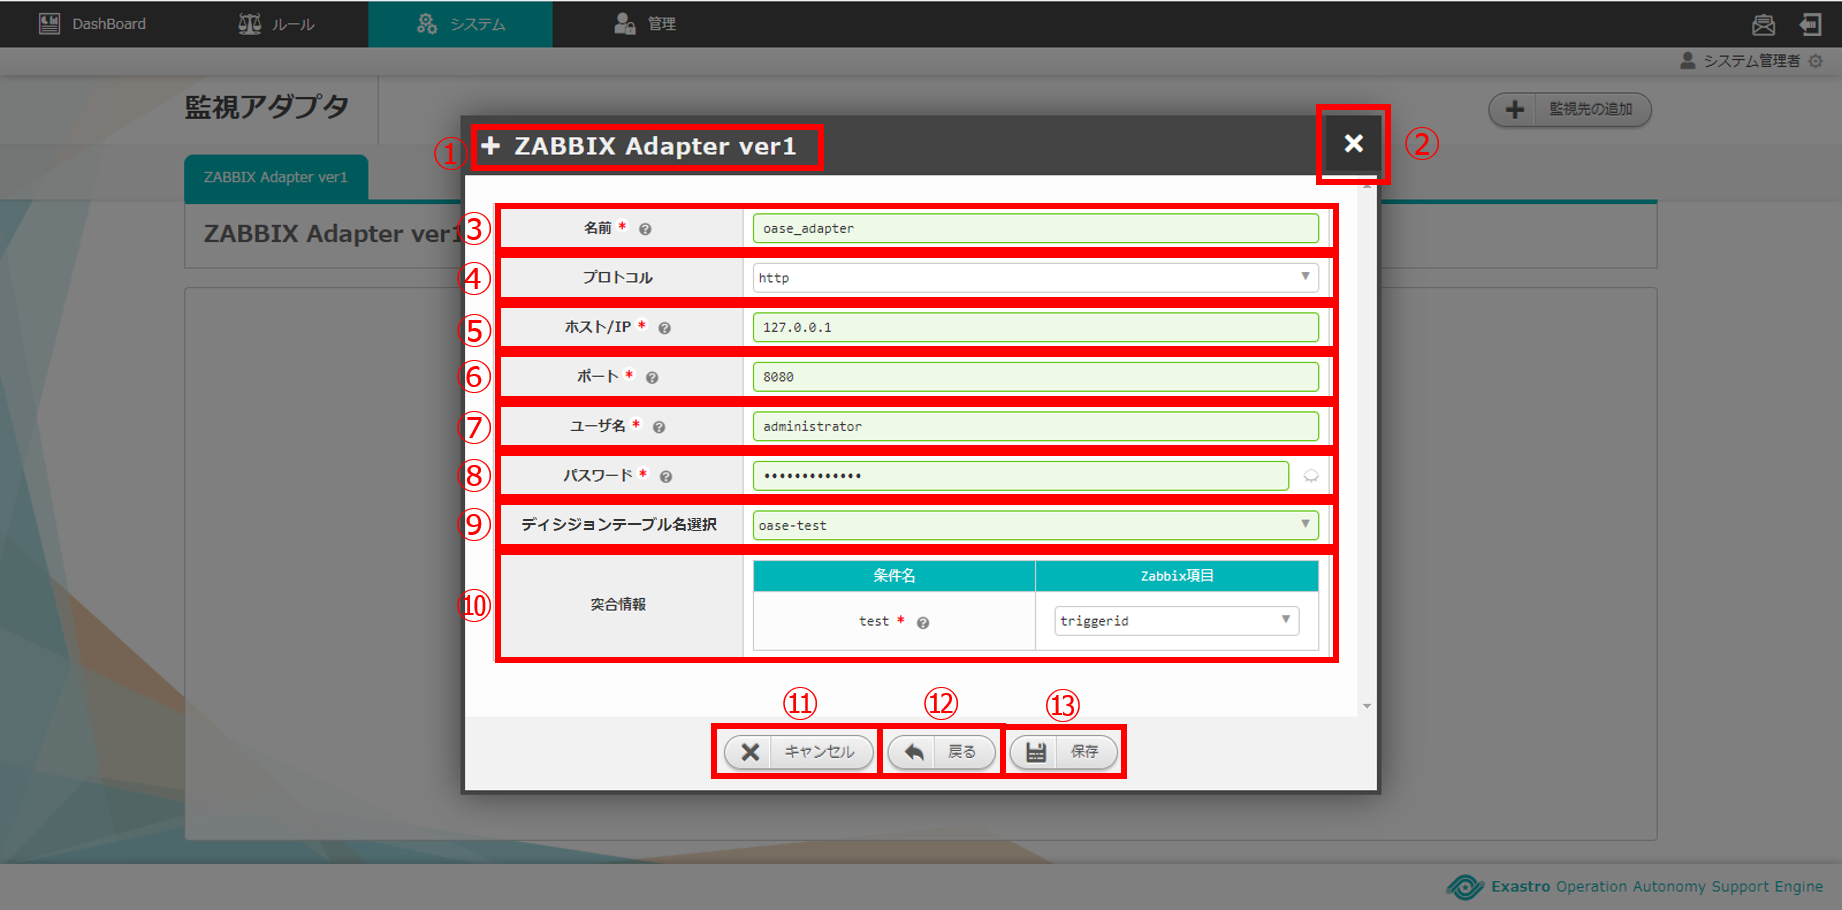 DashBoard
ルール
システム
管理
システム管理者
監視アダプタ
監視先の追加
ZABBIX Adapter ver1
ZABBIX Adapter ver1
① ZABBIX Adapter ver1 ②
③ 名前 * oase_adapter
④ プロトコル http
⑤ ホスト/IP * 127.0.0.1
⑥ ポート * 8080
⑦ ユーザ名 * administrator
⑧ パスワード * •••••••••••••
⑨ ディシジョンテーブル名選択 oase-test
条件名 Zabbix項目
⑩ 突合情報
test * triggerid
⑪ ⑫ ⑬
キャンセル 戻る 保存
Exastro Operation Autonomy Support Engine